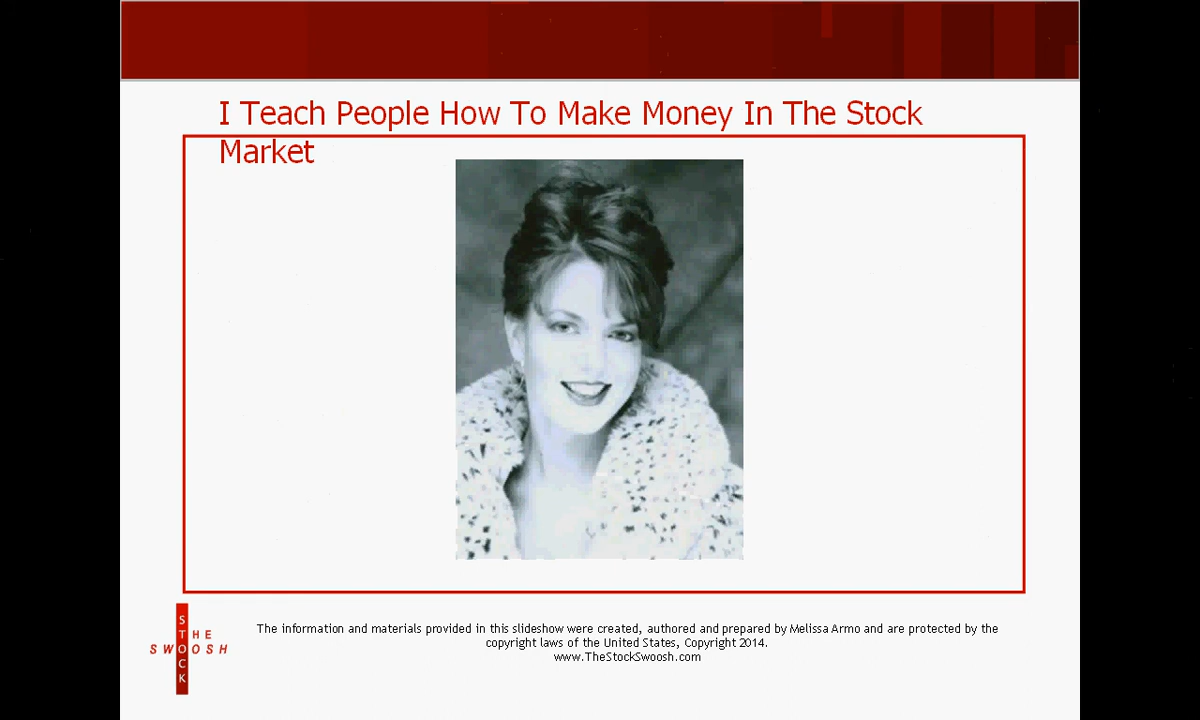 I Teach People How To Make Money In The Stock
Market
STOCK
THE
SWOOSH
The information and materials provided in this slideshow were created, authored and prepared by Melissa Armo and are protected by the
copyright laws of the United States, Copyright 2014.
www.TheStockSwoosh.com